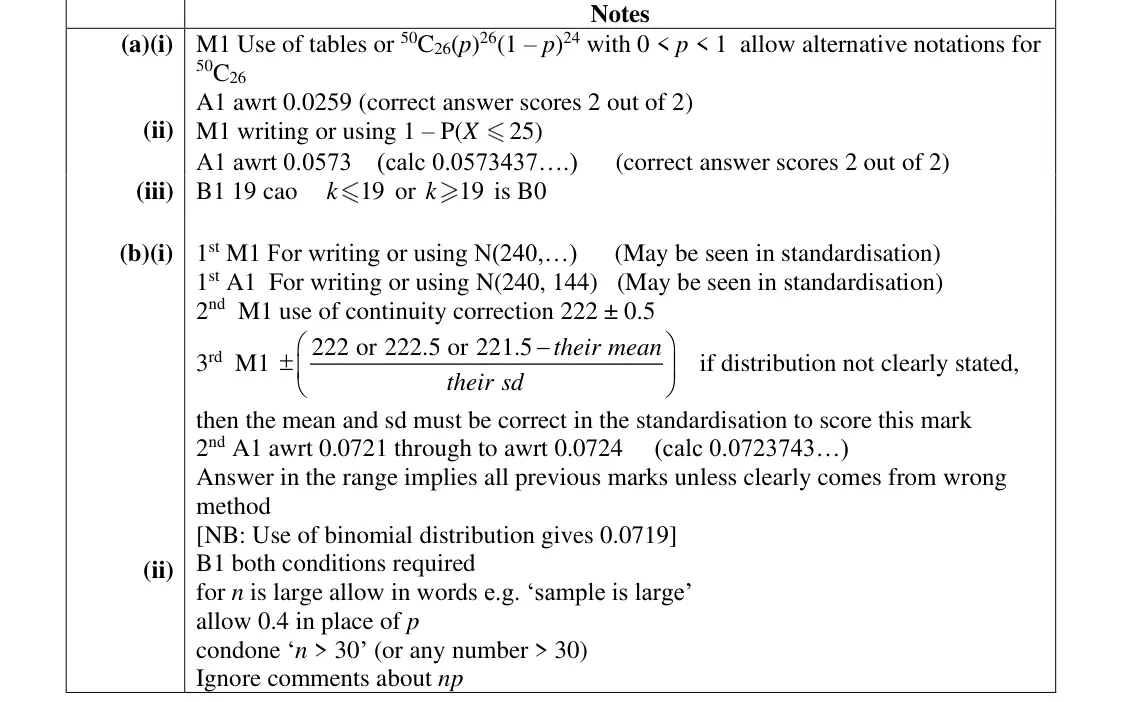 Notes
(a)(i) M1 Use of tables or ⁵⁰C₂₆(p)²⁶(1 – p)²⁴ with 0 < p < 1 allow alternative notations for
⁵⁰C₂₆
A1 awrt 0.0259 (correct answer scores 2 out of 2)
(ii) M1 writing or using 1 – P(X ⩽ 25)
A1 awrt 0.0573 (calc 0.0573437….) (correct answer scores 2 out of 2)
(iii) B1 19 cao k⩽19 or k⩾19 is B0
(b)(i) 1st M1 For writing or using N(240,…) (May be seen in standardisation)
1st A1 For writing or using N(240, 144) (May be seen in standardisation)
2nd M1 use of continuity correction 222 ± 0.5
3rd M1 ±((222 or 222.5 or 221.5 – their mean)/(their sd)) if distribution not clearly stated,
then the mean and sd must be correct in the standardisation to score this mark
2nd A1 awrt 0.0721 through to awrt 0.0724 (calc 0.0723743…)
Answer in the range implies all previous marks unless clearly comes from wrong
method
[NB: Use of binomial distribution gives 0.0719]
(ii) B1 both conditions required
for n is large allow in words e.g. ‘sample is large’
allow 0.4 in place of p
condone ‘n > 30’ (or any number > 30)
Ignore comments about np